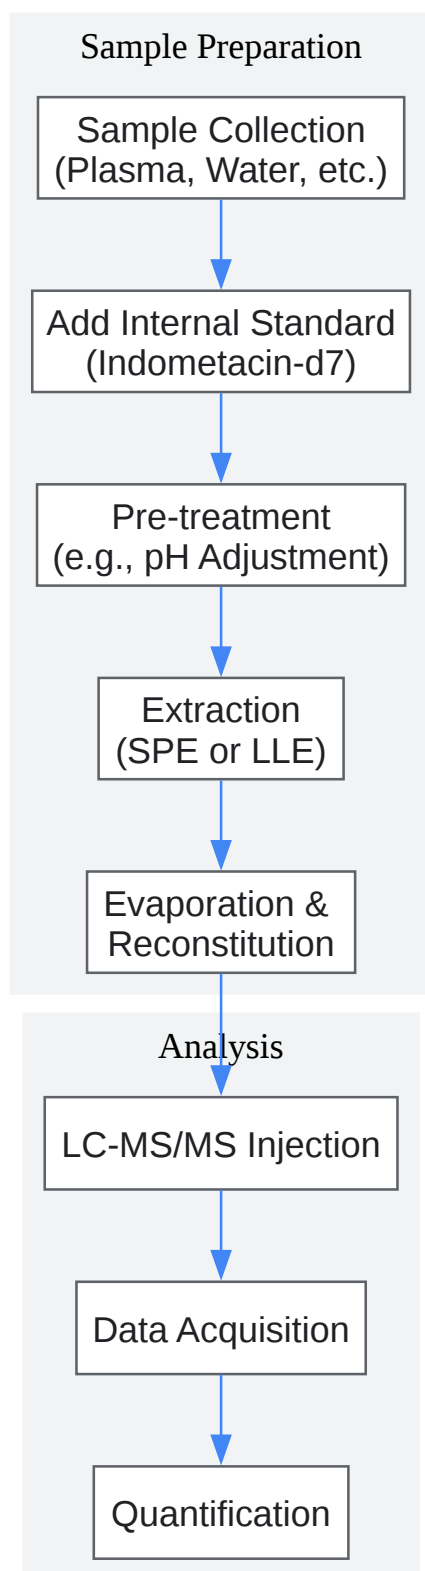 Sample Preparation
Sample Collection
(Plasma, Water, etc.)
Add Internal Standard
(Indometacin-d7)
Pre-treatment
(e.g., pH Adjustment)
Extraction
(SPE or LLE)
Evaporation &
Reconstitution
Analysis
LC-MS/MS Injection
Data Acquisition
Quantification